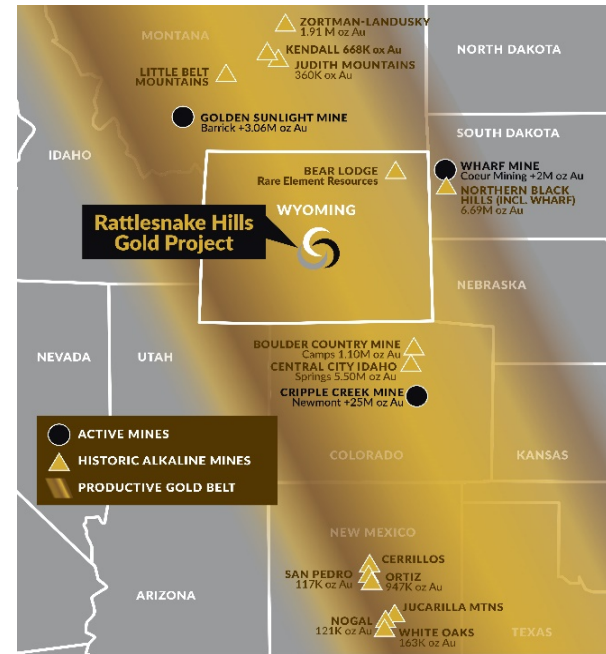 ZORTMAN-LANDUSKY
1.91 M oz Au
MONTANA
KENDALL 668K ox Au
JUDITH MOUNTAINS
360K ox Au
NORTH DAKOTA
LITTLE BELT
MOUNTAINS
GOLDEN SUNLIGHT MINE
Barrick +3.06M oz Au
SOUTH DAKOTA
IDAHO
BEAR LODGE
Rare Element Resources
WHARF MINE
Coeur Mining +2M oz Au
NORTHERN BLACK
HILLS (INCL. WHARF)
6.69M oz Au
WYOMING
Rattlesnake Hills
Gold Project
NEBRASKA
NEVADA
UTAH
BOULDER COUNTRY MINE
Camps 1.10M oz Au
CENTRAL CITY IDAHO
Springs 5.50M oz Au
CRIPPLE CREEK MINE
Newmont +25M oz Au
ACTIVE MINES
HISTORIC ALKALINE MINES
PRODUCTIVE GOLD BELT
COLORADO
KANSAS
NEW MEXICO
CERRILLOS
SAN PEDRO
117K oz Au
ORTIZ
947K oz Au
ARIZONA
JUCARILLA MTNS
NOGAL
121K oz Au
WHITE OAKS
163K oz Au
TEXAS